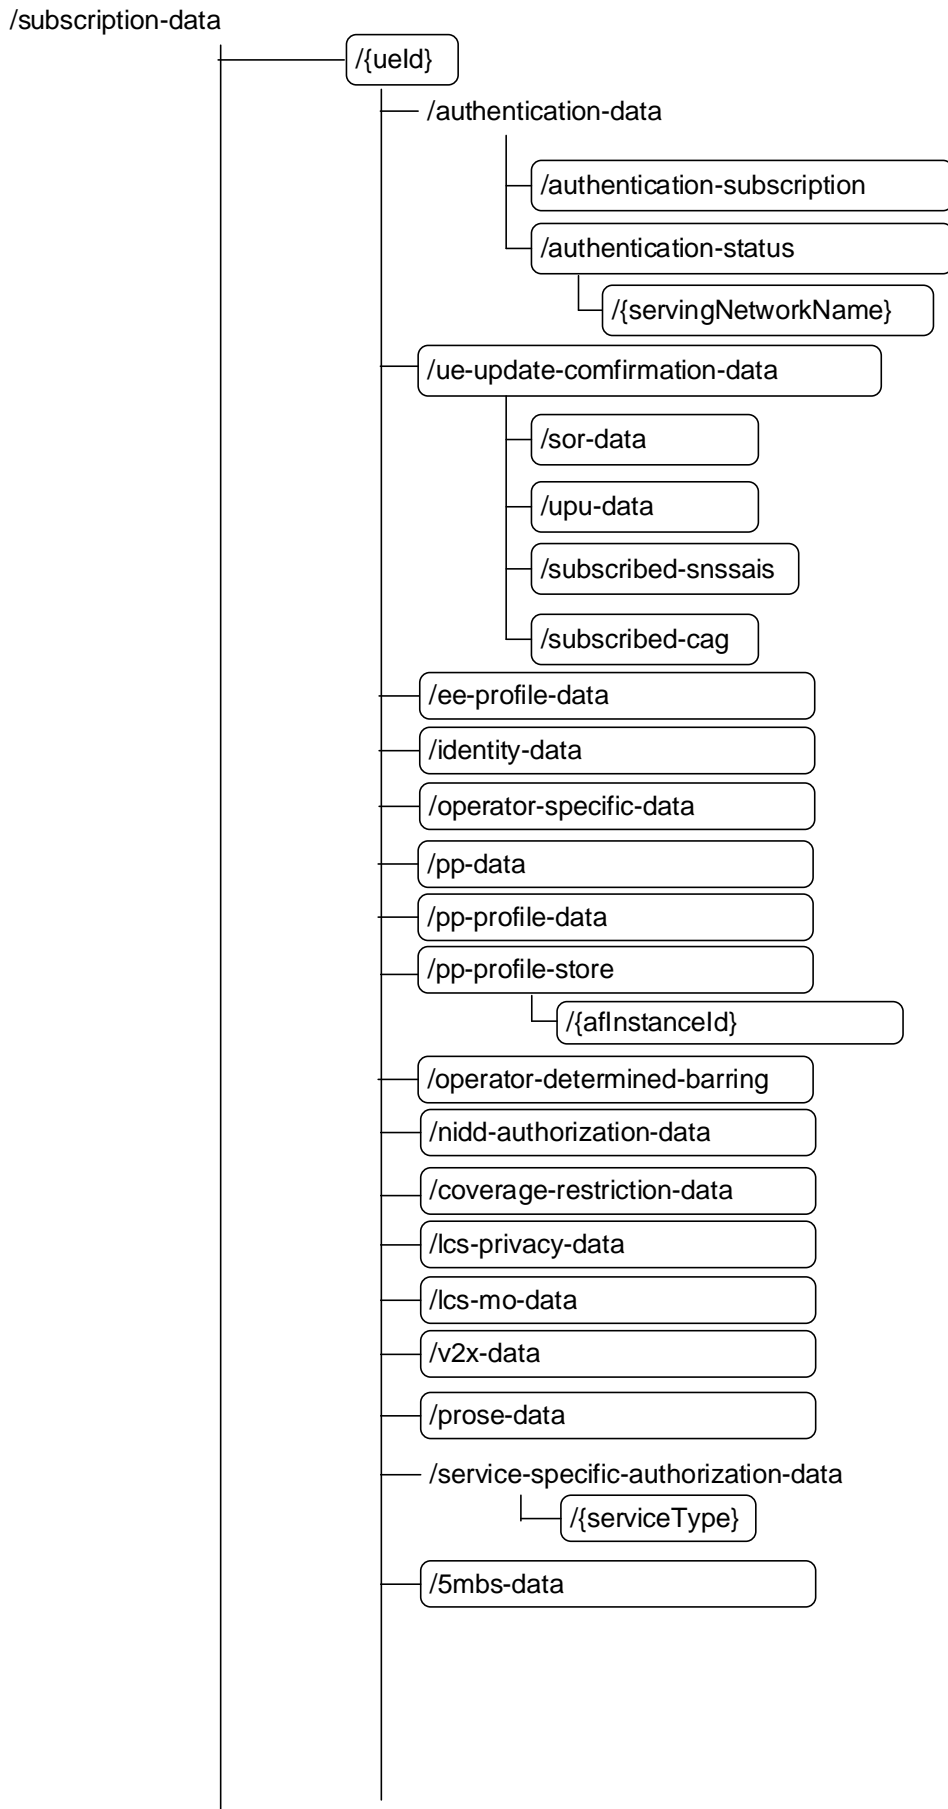 /subscription-data
/{ueId}
/authentication-data
/authentication-subscription
/authentication-status
/{servingNetworkName}
/ue-update-comfirmation-data
/sor-data
/upu-data
/subscribed-snssais
/subscribed-cag
/ee-profile-data
/identity-data
/operator-specific-data
/pp-data
/pp-profile-data
/pp-profile-store
/{afInstanceId}
/operator-determined-barring
/nidd-authorization-data
/coverage-restriction-data
/lcs-privacy-data
/lcs-mo-data
/v2x-data
/prose-data
/service-specific-authorization-data
/{serviceType}
/5mbs-data